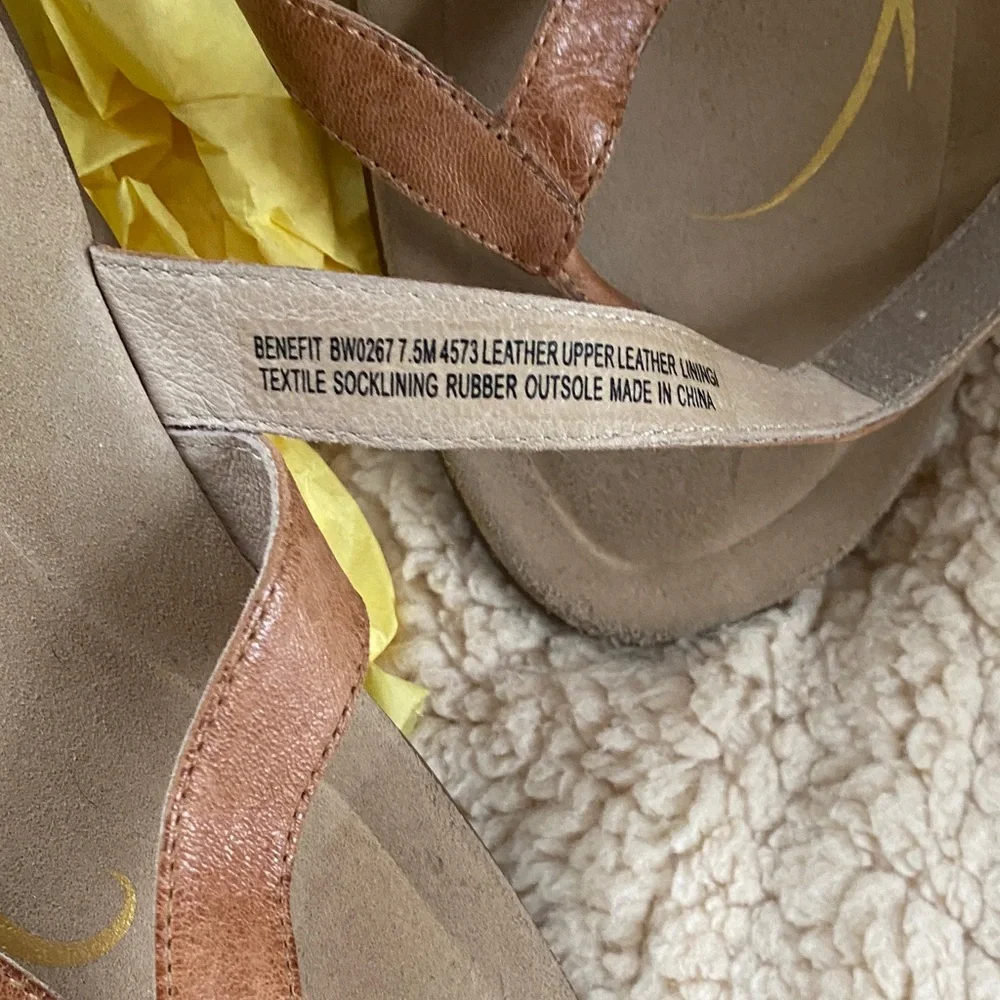 BENEFIT BW0267 7.5M 4573 LEATHER UPPER LEATHER LINING/
TEXTILE SOCKLINING RUBBER OUTSOLE MADE IN CHINA